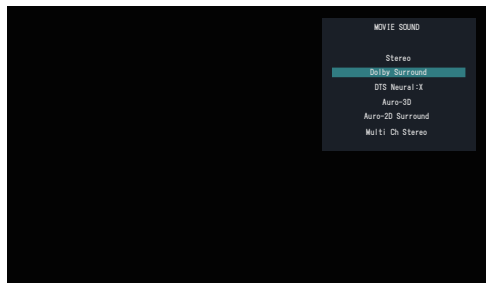 MOVIE SOUND
Stereo
Dolby Surround
DTS Neural:X
Auro-3D
Auro-2D Surround
Multi Ch Stereo